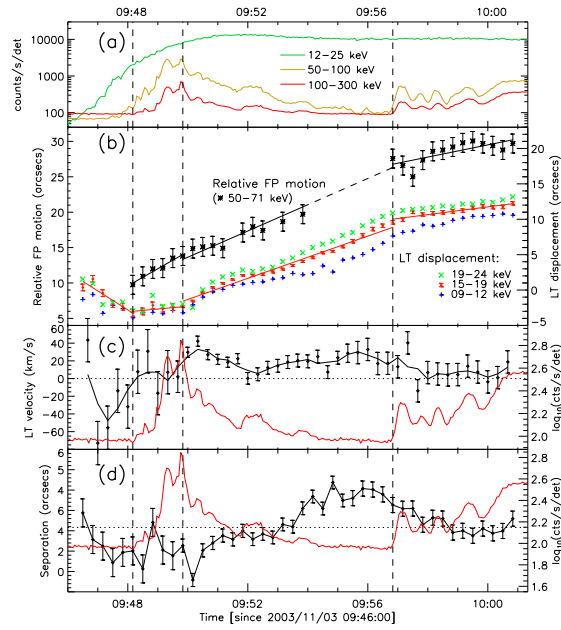 09:48 09:52 09:56 10:00
(a)
counts/s/det
10000
1000
100
12−25 keV
50−100 keV
100−300 keV
(b)
Relative FP motion (arcsecs)
30
25
20
15
10
5
Relative FP motion
(✱ 50−71 keV)
LT displacement:
19−24 keV
15−19 keV
09−12 keV
20
15
10
5
0
−5
LT displacement (arcsecs)
(c)
LT velocity (km/s)
60
40
20
0
−20
−40
−60
2.8
2.6
2.4
2.2
2.0
log₁₀(cts/s/det)
(d)
Separation (arcsecs)
6
6
4
2
0
2.8
2.6
2.4
2.2
2.0
1.8
1.6
log₁₀(cts/s/det)
09:48 09:52 09:56 10:00
Time [since 2003/11/03 09:46:00]